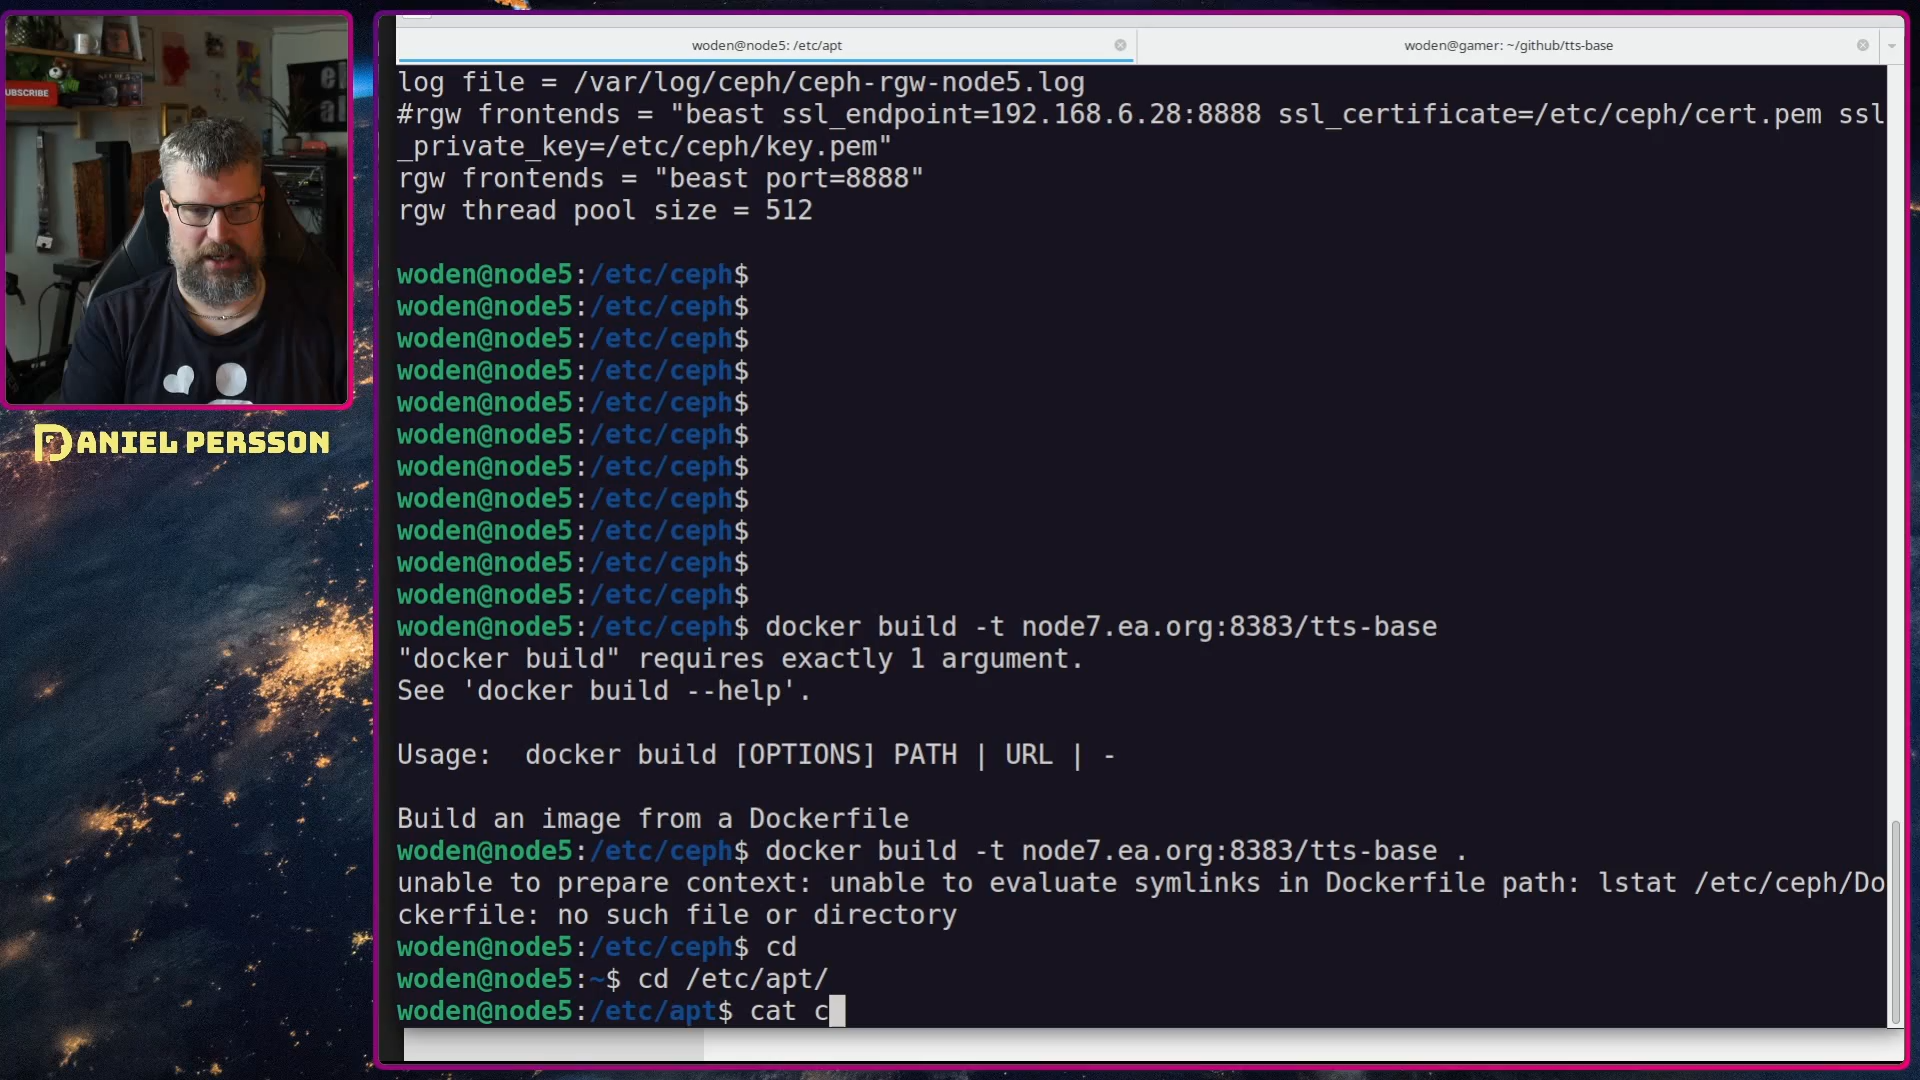 woden@node5: /etc/apt
woden@gamer: ~/github/tts-base
log file = /var/log/ceph/ceph-rgw-node5.log
#rgw frontends = "beast ssl_endpoint=192.168.6.28:8888 ssl_certificate=/etc/ceph/cert.pem ssl
_private_key=/etc/ceph/key.pem"
rgw frontends = "beast port=8888"
rgw thread pool size = 512
woden@node5:/etc/ceph$
woden@node5:/etc/ceph$
woden@node5:/etc/ceph$
woden@node5:/etc/ceph$
woden@node5:/etc/ceph$
woden@node5:/etc/ceph$
woden@node5:/etc/ceph$
woden@node5:/etc/ceph$
woden@node5:/etc/ceph$
woden@node5:/etc/ceph$
woden@node5:/etc/ceph$
woden@node5:/etc/ceph$ docker build -t node7.ea.org:8383/tts-base
"docker build" requires exactly 1 argument.
See 'docker build --help'.
Usage:  docker build [OPTIONS] PATH | URL | -
Build an image from a Dockerfile
woden@node5:/etc/ceph$ docker build -t node7.ea.org:8383/tts-base .
unable to prepare context: unable to evaluate symlinks in Dockerfile path: lstat /etc/ceph/Do
ckerfile: no such file or directory
woden@node5:/etc/ceph$ cd
woden@node5:~$ cd /etc/apt/
woden@node5:/etc/apt$ cat c
UBSCRIBE
DANIEL PERSSON